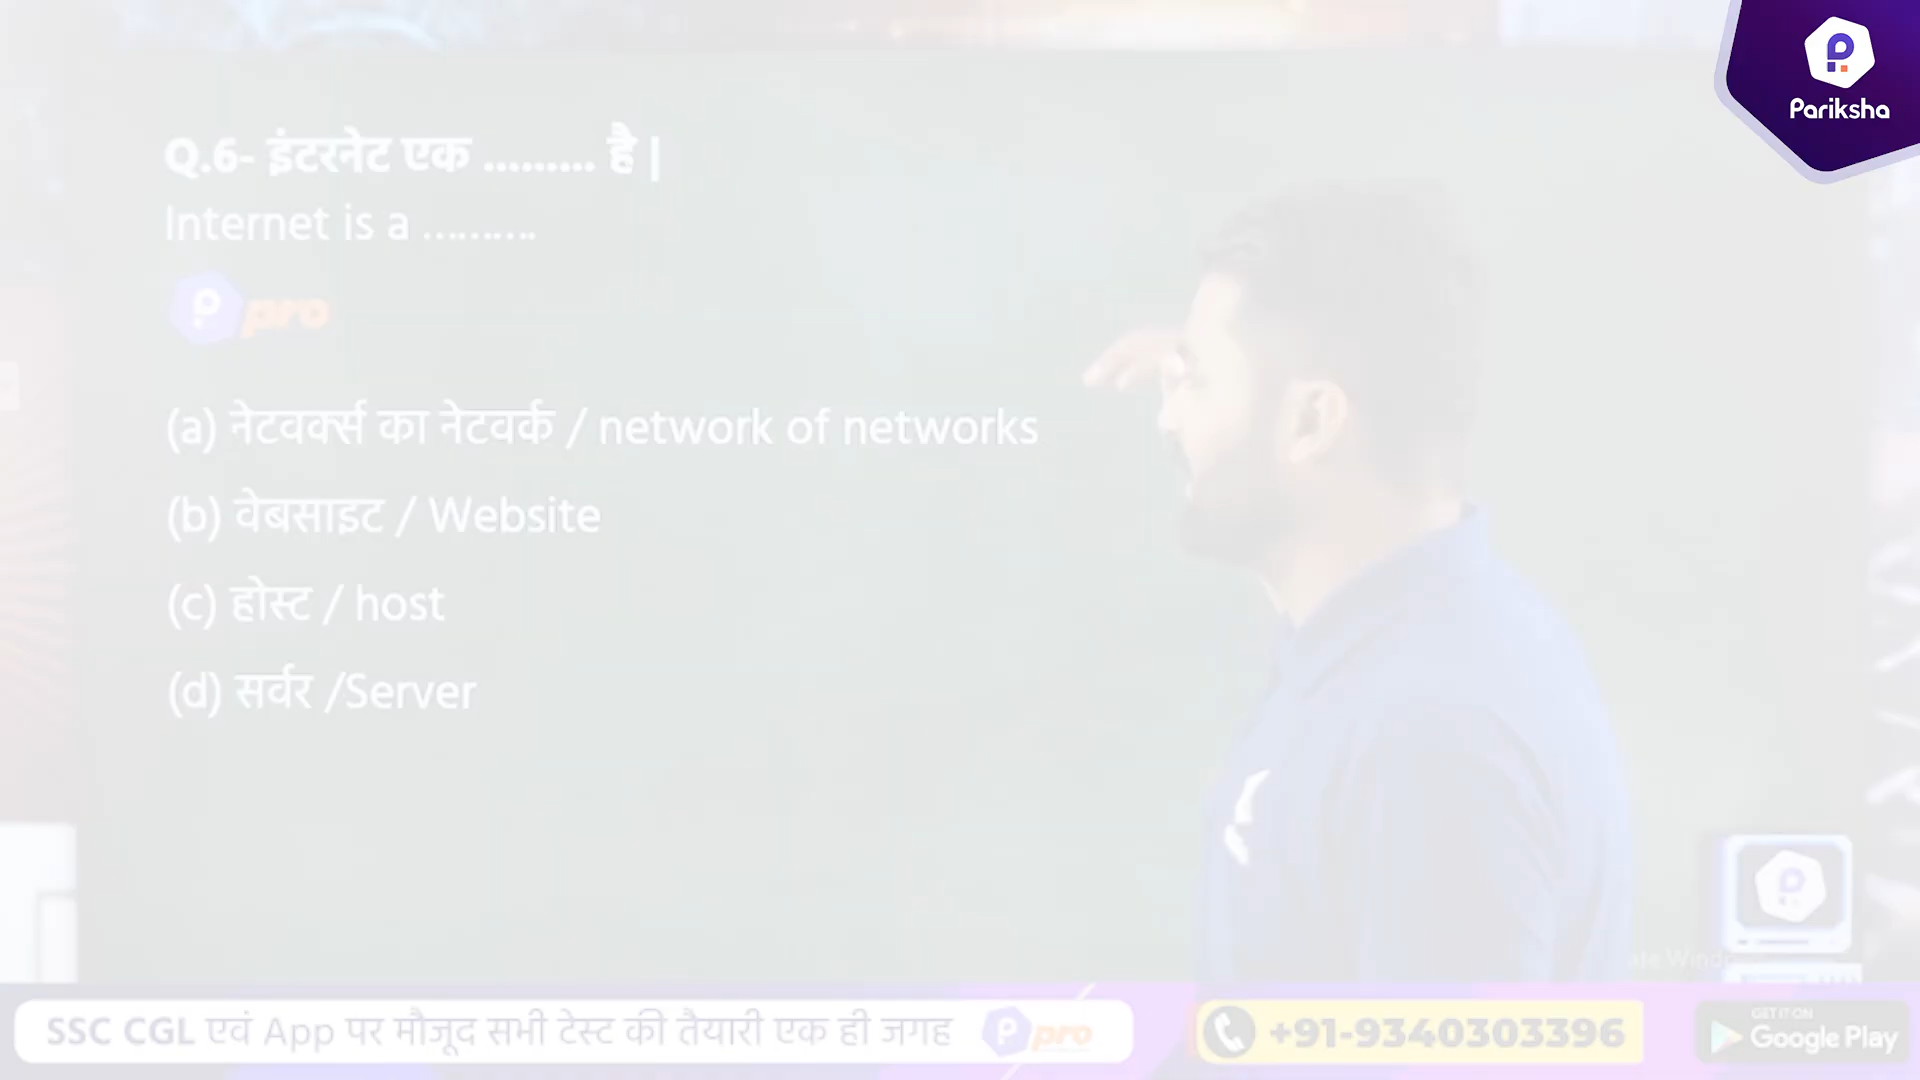 Pariksha
Q.6- इंटरनेट एक ......... है |
Internet is a ..........
P pro
(a) नेटवर्क्स का नेटवर्क / network of networks
(b) वेबसाइट / Website
(c) होस्ट / host
(d) सर्वर /Server
SSC CGL एवं App पर मौजूद सभी टेस्ट की तैयारी एक ही जगह P pro
+91-9340303396
GET IT ON
Google Play